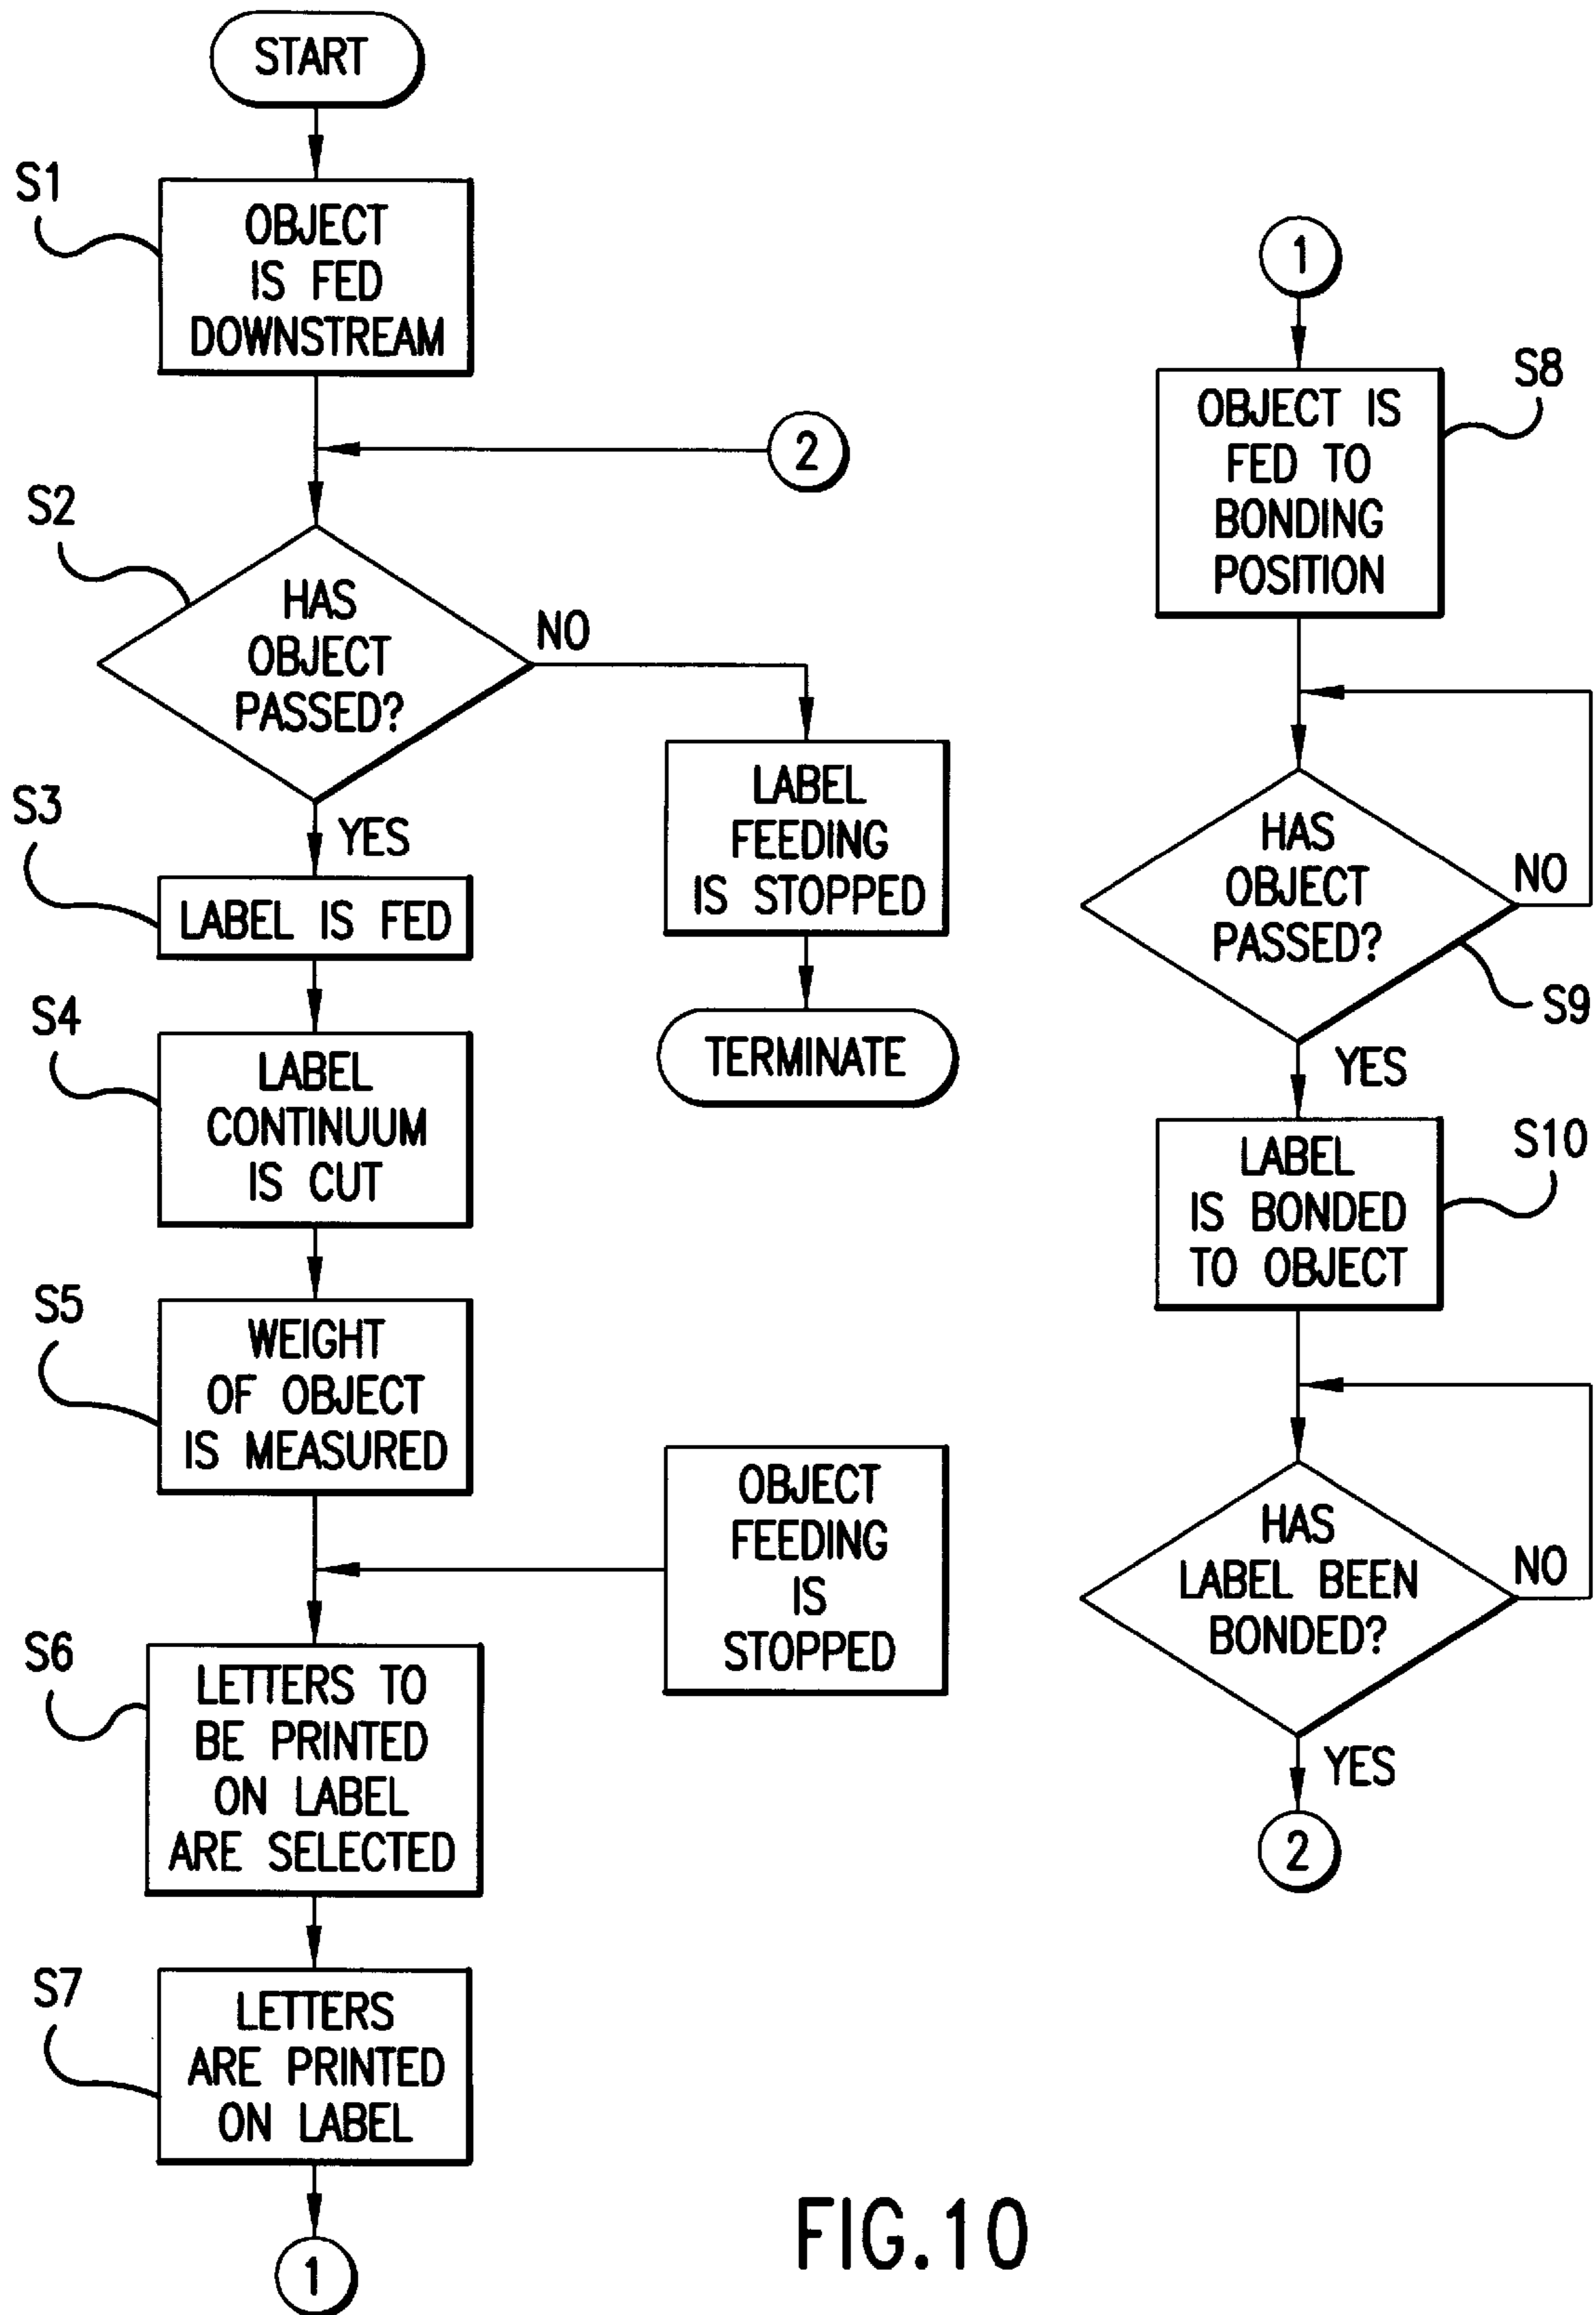 START
S1
OBJECT
IS FED
DOWNSTREAM
2
S2
HAS
OBJECT
PASSED?
NO
YES
LABEL
FEEDING
IS STOPPED
TERMINATE
S3
LABEL IS FED
S4
LABEL
CONTINUUM
IS CUT
S5
WEIGHT
OF OBJECT
IS MEASURED
OBJECT
FEEDING
IS
STOPPED
S6
LETTERS TO
BE PRINTED
ON LABEL
ARE SELECTED
S7
LETTERS
ARE PRINTED
ON LABEL
1
1
S8
OBJECT IS
FED TO
BONDING
POSITION
HAS
OBJECT
PASSED?
NO
S9
YES
S10
LABEL
IS BONDED
TO OBJECT
HAS
LABEL BEEN
BONDED?
NO
YES
2
FIG.10